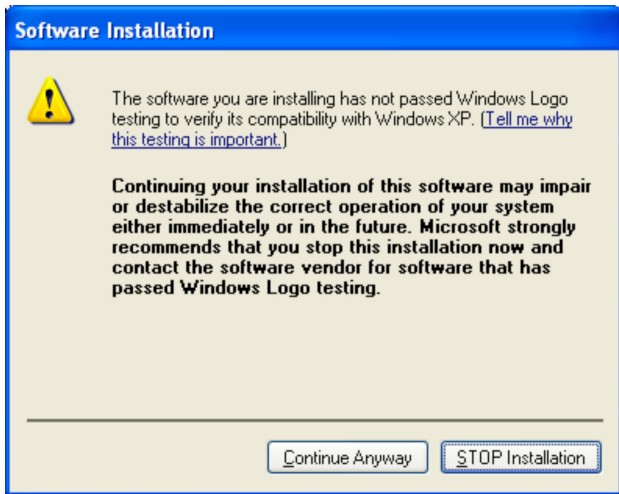 Software Installation
The software you are installing has not passed Windows Logo
testing to verify its compatibility with Windows XP. (Tell me why
this testing is important.)
Continuing your installation of this software may impair
or destabilize the correct operation of your system
either immediately or in the future. Microsoft strongly
recommends that you stop this installation now and
contact the software vendor for software that has
passed Windows Logo testing.
Continue Anyway
STOP Installation